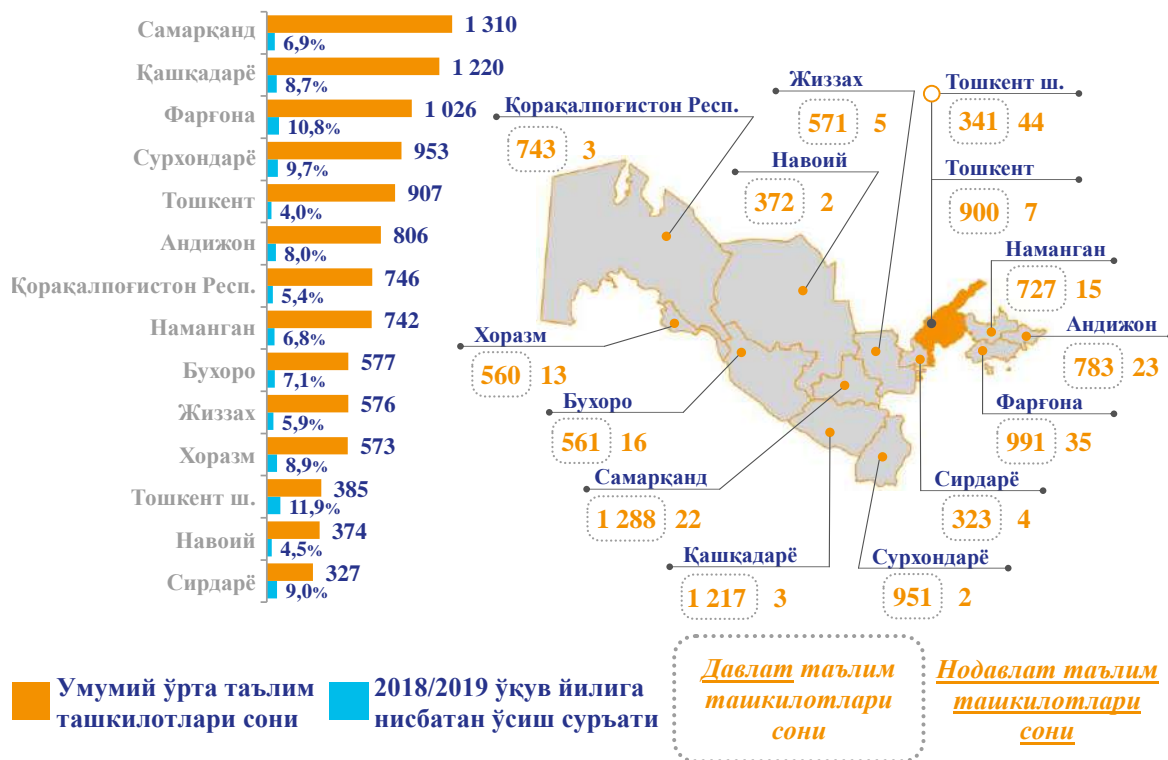 Самарқанд
1 310
6,9%
Қашқадарё
1 220
8,7%
Фарғона
1 026
10,8%
Сурхондарё
953
9,7%
Тошкент
907
4,0%
Андижон
806
8,0%
Қорақалпоғистон Респ.
746
5,4%
Наманган
742
6,8%
Бухоро
577
7,1%
Жиззах
576
5,9%
Хоразм
573
8,9%
Тошкент ш.
385
11,9%
Навоий
374
4,5%
Сирдарё
327
9,0%
Қорақалпоғистон Респ.
743 3
Жиззах
571 5
Навоий
372 2
Тошкент ш.
341 44
Тошкент
900 7
Наманган
727 15
Андижон
783 23
Фарғона
991 35
Хоразм
560 13
Бухоро
561 16
Самарқанд
1 288 22
Қашқадарё
1 217 3
Сирдарё
323 4
Сурхондарё
951 2
Умумий ўрта таълим
ташкилотлари сони
2018/2019 ўқув йилига
нисбатан ўсиш суръати
Давлат таълим
ташкилотлари
сони
Нодавлат таълим
ташкилотлари
сони